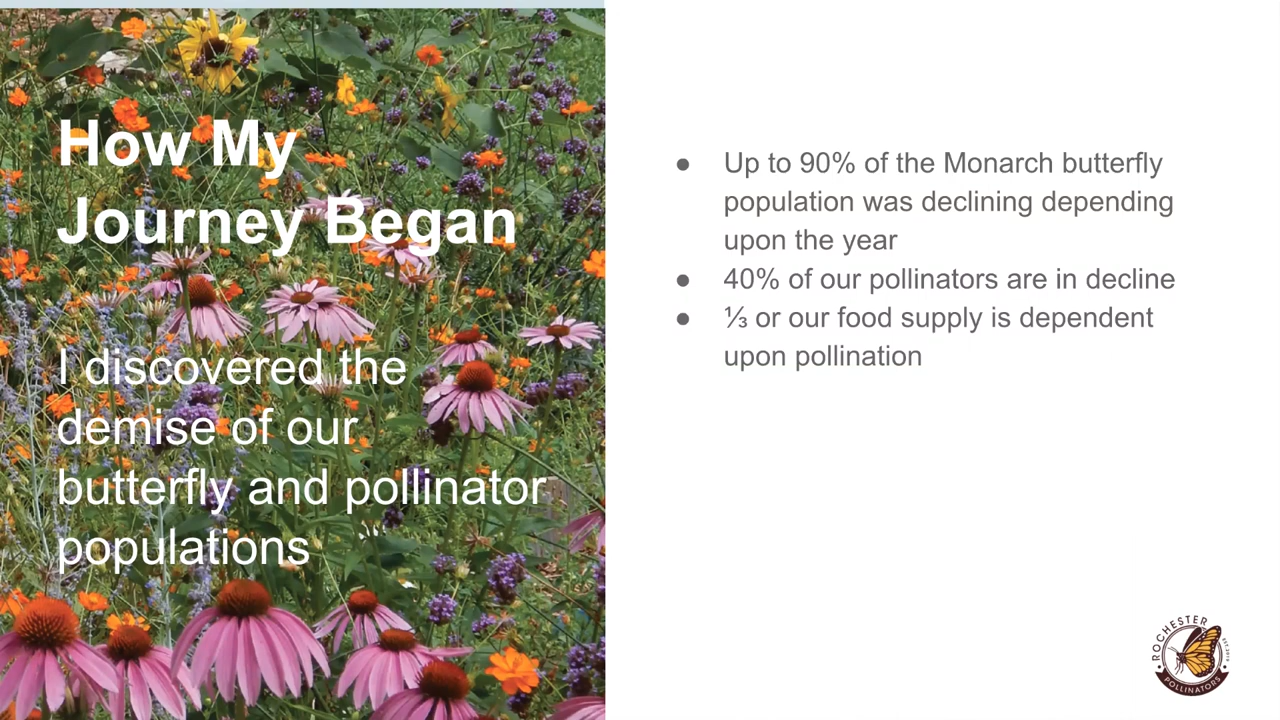 How My
Journey Began
I discovered the
demise of our
butterfly and pollinator
populations
● Up to 90% of the Monarch butterfly
population was declining depending
upon the year
● 40% of our pollinators are in decline
● ⅓ or our food supply is dependent
upon pollination
ROCHESTER
POLLINATORS